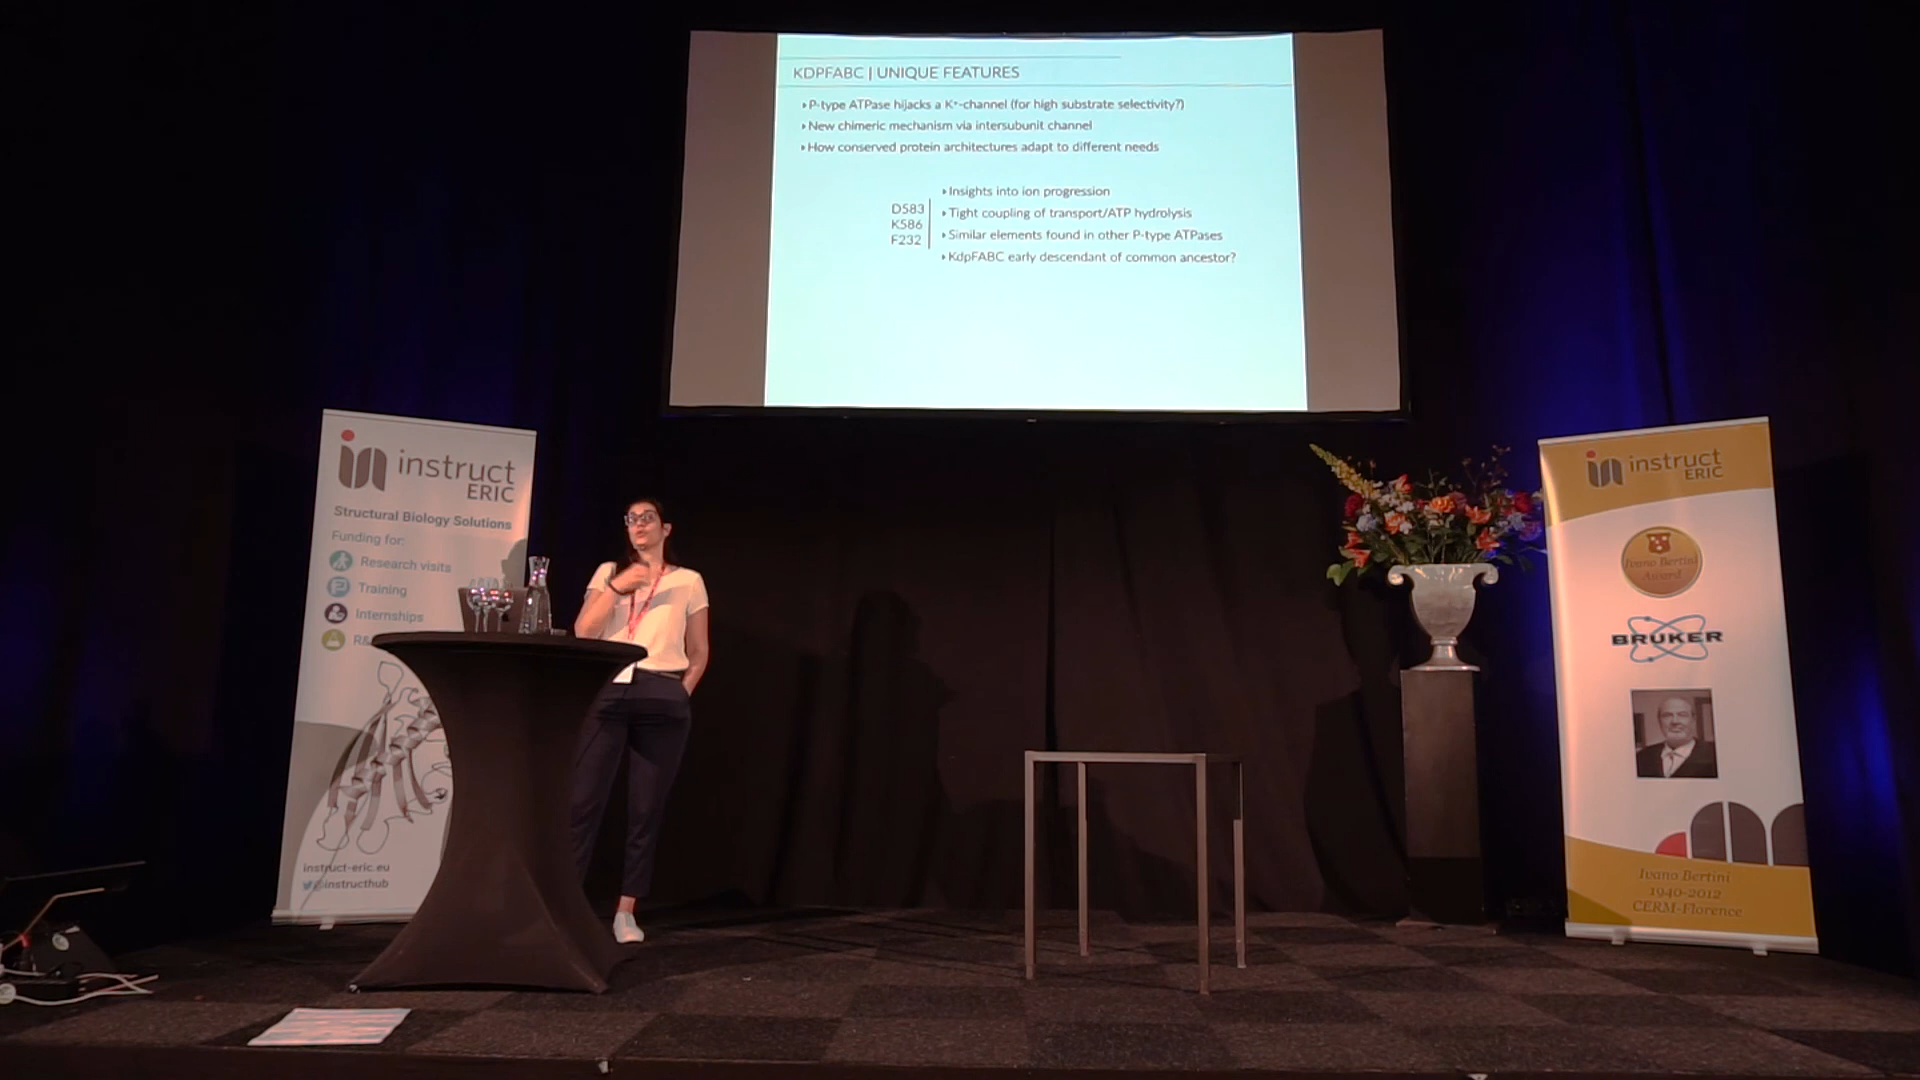 KDPFABC | UNIQUE FEATURES
‣P-type ATPase hijacks a K⁺-channel (for high substrate selectivity?)
‣New chimeric mechanism via intersubunit channel
‣How conserved protein architectures adapt to different needs
D583
K586
F232
‣Insights into ion progression
‣Tight coupling of transport/ATP hydrolysis
‣Similar elements found in other P-type ATPases
‣KdpFABC early descendant of common ancestor?
instruct
ERIC
Structural Biology Solutions
Funding for:
Research visits
Training
Internships
instruct-eric.eu
@instructhub
instruct
ERIC
Ivano Bertini
Award
BRUKER
Ivano Bertini
1940-2012
CERM-Florence